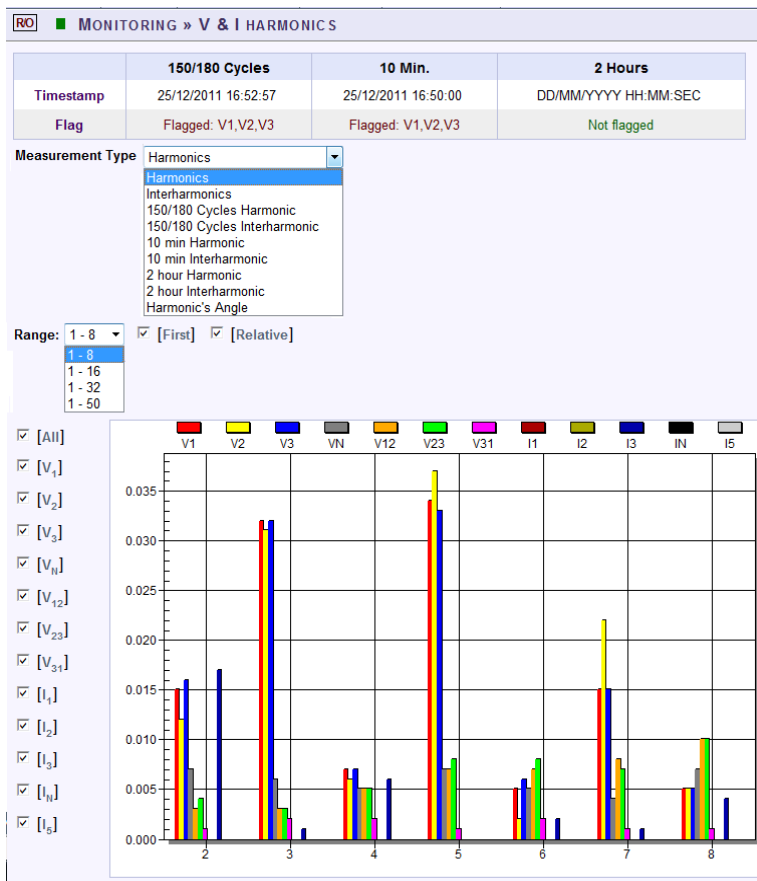 R/O MONITORING » V & I HARMONICS
150/180 Cycles 10 Min. 2 Hours
Timestamp 25/12/2011 16:52:57 25/12/2011 16:50:00 DD/MM/YYYY HH:MM:SEC
Flag Flagged: V1,V2,V3 Flagged: V1,V2,V3 Not flagged
Measurement Type Harmonics
Harmonics
Interharmonics
150/180 Cycles Harmonic
150/180 Cycles Interharmonic
10 min Harmonic
10 min Interharmonic
2 hour Harmonic
2 hour Interharmonic
Harmonic's Angle
Range: 1 - 8 [First] [Relative]
1 - 8
1 - 16
1 - 32
1 - 50
[All]
[V1]
[V2]
[V3]
[VN]
[V12]
[V23]
[V31]
[I1]
[I2]
[I3]
[IN]
[I5]
V1 V2 V3 VN V12 V23 V31 I1 I2 I3 IN I5
0.035
0.030
0.025
0.020
0.015
0.010
0.005
0.000
2 3 4 5 6 7 8